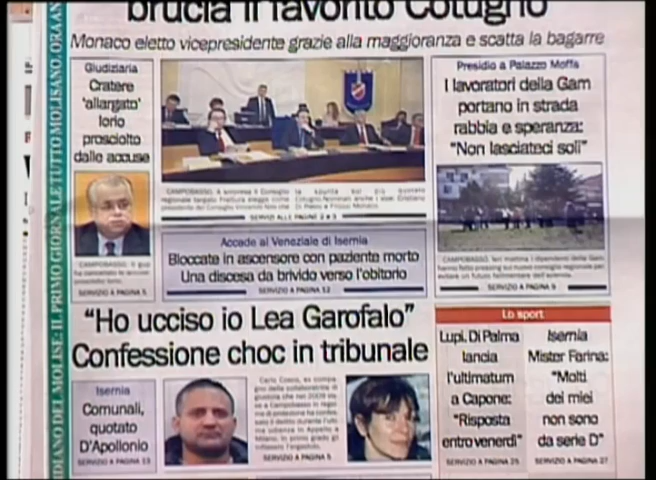 brucia il favorito Cotugno
Monaco eletto vicepresidente grazie alla maggioranza e scatta la bagarre
Giudiziaria
Cratere
'allargato'
Iorio
prosciolto
dalle accuse
SERVIZIO A PAGINA 5
SERVIZI ALLE PAGINE 2 e 3
Presidio a Palazzo Moffa
I lavoratori della Gam
portano in strada
rabbia e speranza:
"Non lasciateci soli"
SERVIZIO A PAGINA 9
Accade al Veneziale di Isernia
Bloccate in ascensore con paziente morto
Una discesa da brivido verso l'obitorio
SERVIZIO A PAGINA 12
"Ho ucciso io Lea Garofalo"
Confessione choc in tribunale
Isernia
Comunali,
quotato
D'Apollonio
SERVIZIO A PAGINA 13
SERVIZIO A PAGINA 5
Lo sport
Lupi, Di Palma
lancia
l'ultimatum
a Capone:
"Risposta
entro venerdì"
SERVIZIO A PAGINA 25
Isernia
Mister Farina:
"Molti
dei miei
non sono
da serie D"
SERVIZIO A PAGINA 27
IDIANO DEL MOLISE: IL PRIMO GIORNALE TUTTO MOLISANO. ORA AN